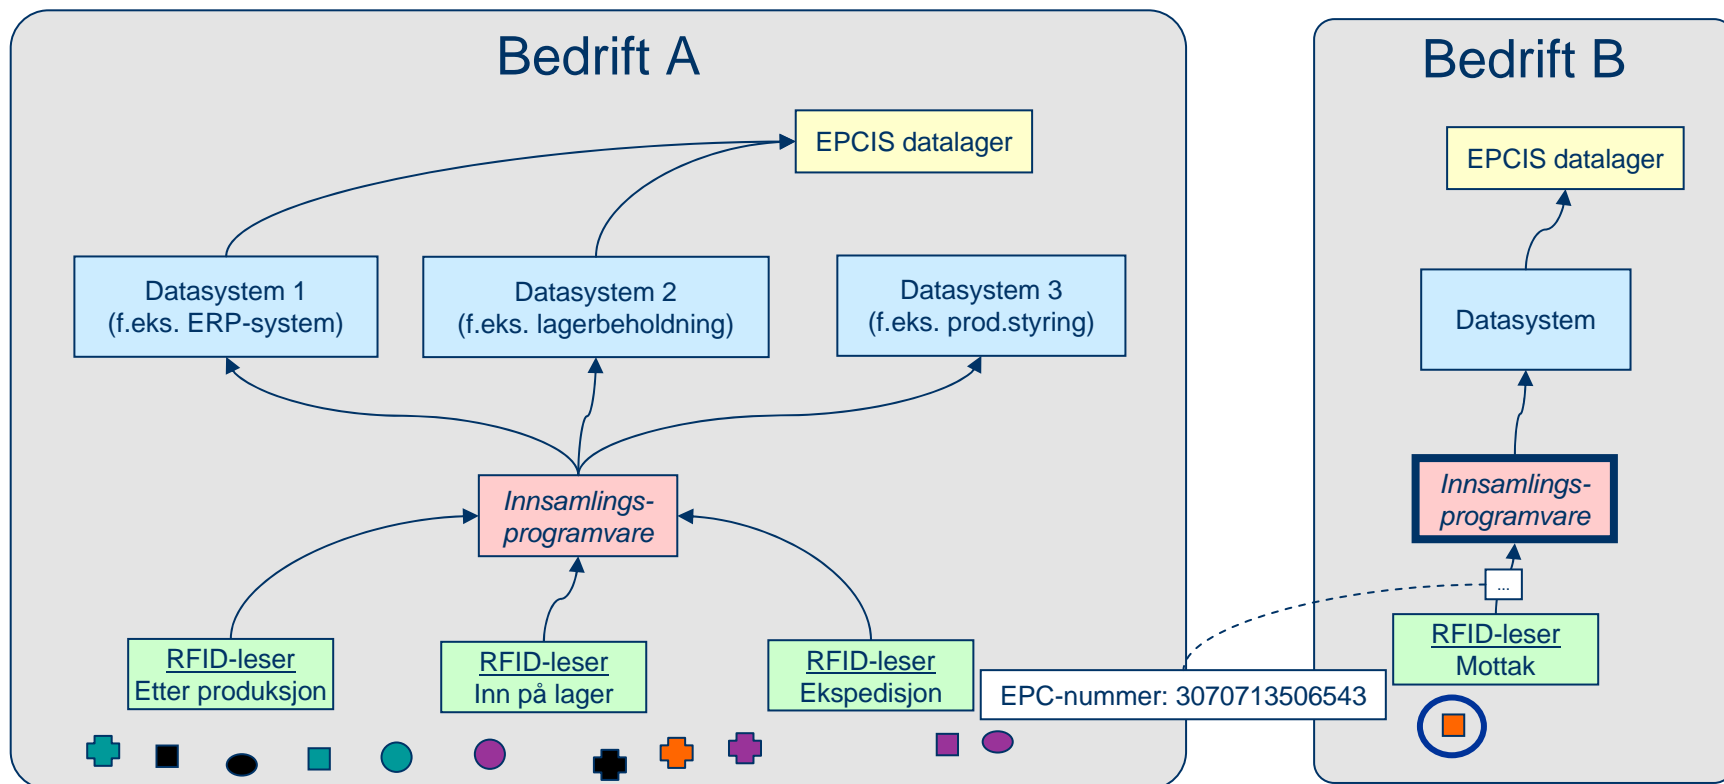 Bedrift A
EPCIS datalager
Datasystem 1
(f.eks. ERP-system)
Datasystem 2
(f.eks. lagerbeholdning)
Datasystem 3
(f.eks. prod.styring)
Innsamlings-
programvare
RFID-leser
Etter produksjon
RFID-leser
Inn på lager
RFID-leser
Ekspedisjon
EPC-nummer: 3070713506543
Bedrift B
EPCIS datalager
Datasystem
Innsamlings-
programvare
...
RFID-leser
Mottak